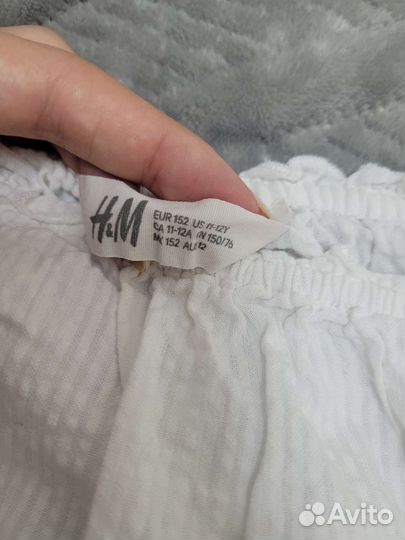 H&M
EUR 152 US 11-12Y
CA 11-12A CN 150/76
MX 152 AU 12
Avito